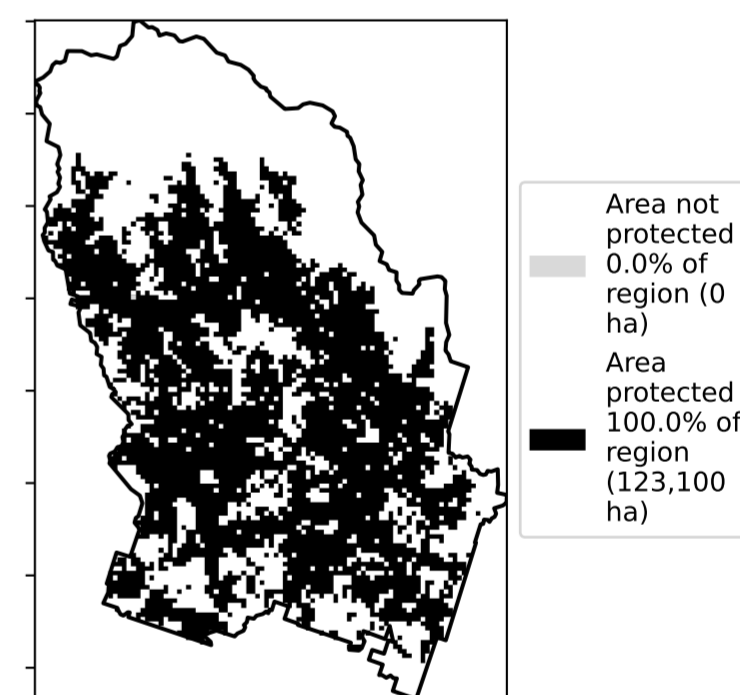 Area not
protected
0.0% of
region (0
ha)
Area
protected
100.0% of
region
(123,100
ha)